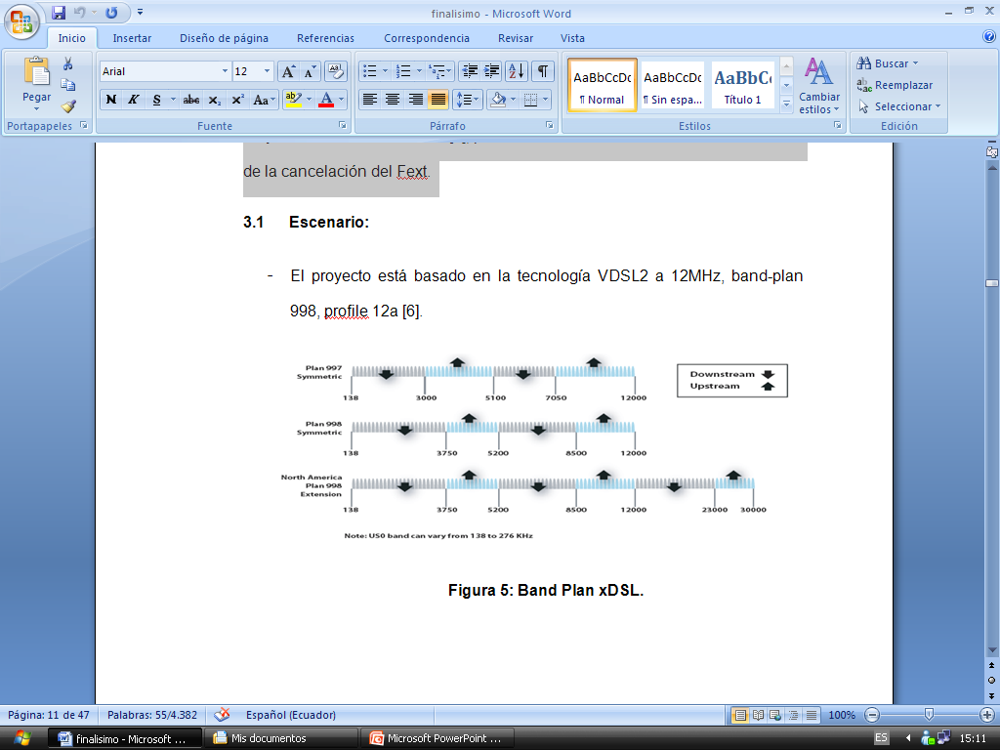 finalisimo - Microsoft Word
Inicio Insertar Diseño de página Referencias Correspondencia Revisar Vista
Pegar
Portapapeles
Arial 12
N K S abc x₂ x² Aa
Fuente
Párrafo
AaBbCcDc AaBbCcDc AaBbC
¶ Normal ¶ Sin espa... Título 1
Cambiar
estilos
Estilos
Buscar
Reemplazar
Seleccionar
Edición
de la cancelación del Fext.
3.1 Escenario:
- El proyecto está basado en la tecnología VDSL2 a 12MHz, band-plan
998, profile 12a [6].
Plan 997
Symmetric
138 3000 5100 7050 12000
Downstream
Upstream
Plan 998
Symmetric
138 3750 5200 8500 12000
North America
Plan 998
Extension
138 3750 5200 8500 12000 23000 30000
Note: US0 band can vary from 138 to 276 KHz
Figura 5: Band Plan xDSL.
Página: 11 de 47 Palabras: 55/4.382 Español (Ecuador) 100%
finalisimo - Microsoft ... Mis documentos Microsoft PowerPoint ... ES 15:11